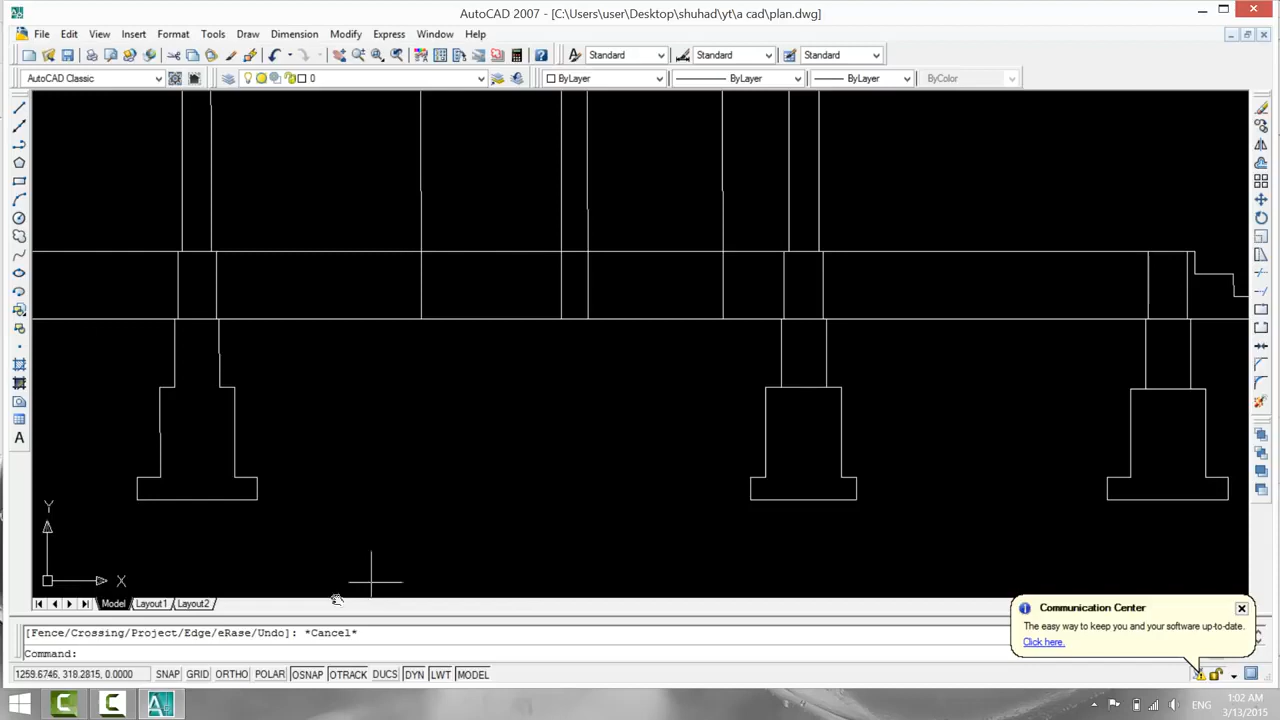 AutoCAD 2007 - [C:\Users\user\Desktop\shuhad\yt\a cad\plan.dwg]
File Edit View Insert Format Tools Draw Dimension Modify Express Window Help
Standard Standard Standard
AutoCAD Classic 0 ByLayer ByLayer ByLayer ByColor
A
Y
X
Model Layout1 Layout2
[Fence/Crossing/Project/Edge/eRase/Undo]: *Cancel*
Command:
Communication Center
The easy way to keep you and your software up-to-date.
Click here.
1259.6746, 318.2815, 0.0000 SNAP GRID ORTHO POLAR OSNAP OTRACK DUCS DYN LWT MODEL
ENG
1:02 AM
3/13/2015